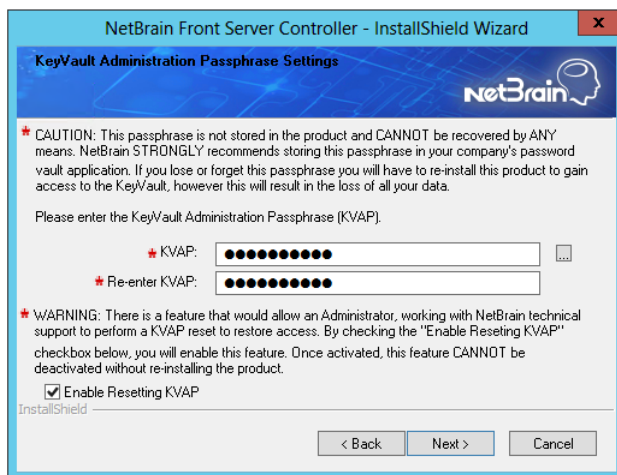 NetBrain Front Server Controller - InstallShield Wizard
x
KeyVault Administration Passphrase Settings
NetBrain
* CAUTION: This passphrase is not stored in the product and CANNOT be recovered by ANY
means. NetBrain STRONGLY recommends storing this passphrase in your company's password
vault application. If you lose or forget this passphrase you will have to re-install this product to gain
access to the KeyVault, however this will result in the loss of all your data.
Please enter the KeyVault Administration Passphrase (KVAP).
* KVAP: ●●●●●●●●●● ...
* Re-enter KVAP: ●●●●●●●●●●
* WARNING: There is a feature that would allow an Administrator, working with NetBrain technical
support to perform a KVAP reset to restore access. By checking the "Enable Resetting KVAP"
checkbox below, you will enable this feature. Once activated, this feature CANNOT be
deactivated without re-installing the product.
Enable Resetting KVAP
InstallShield
< Back Next > Cancel